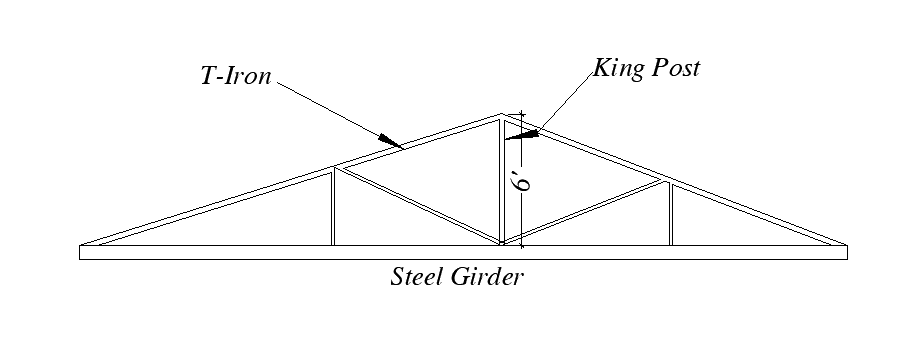 King Post
T-Iron
6'
Steel Girder